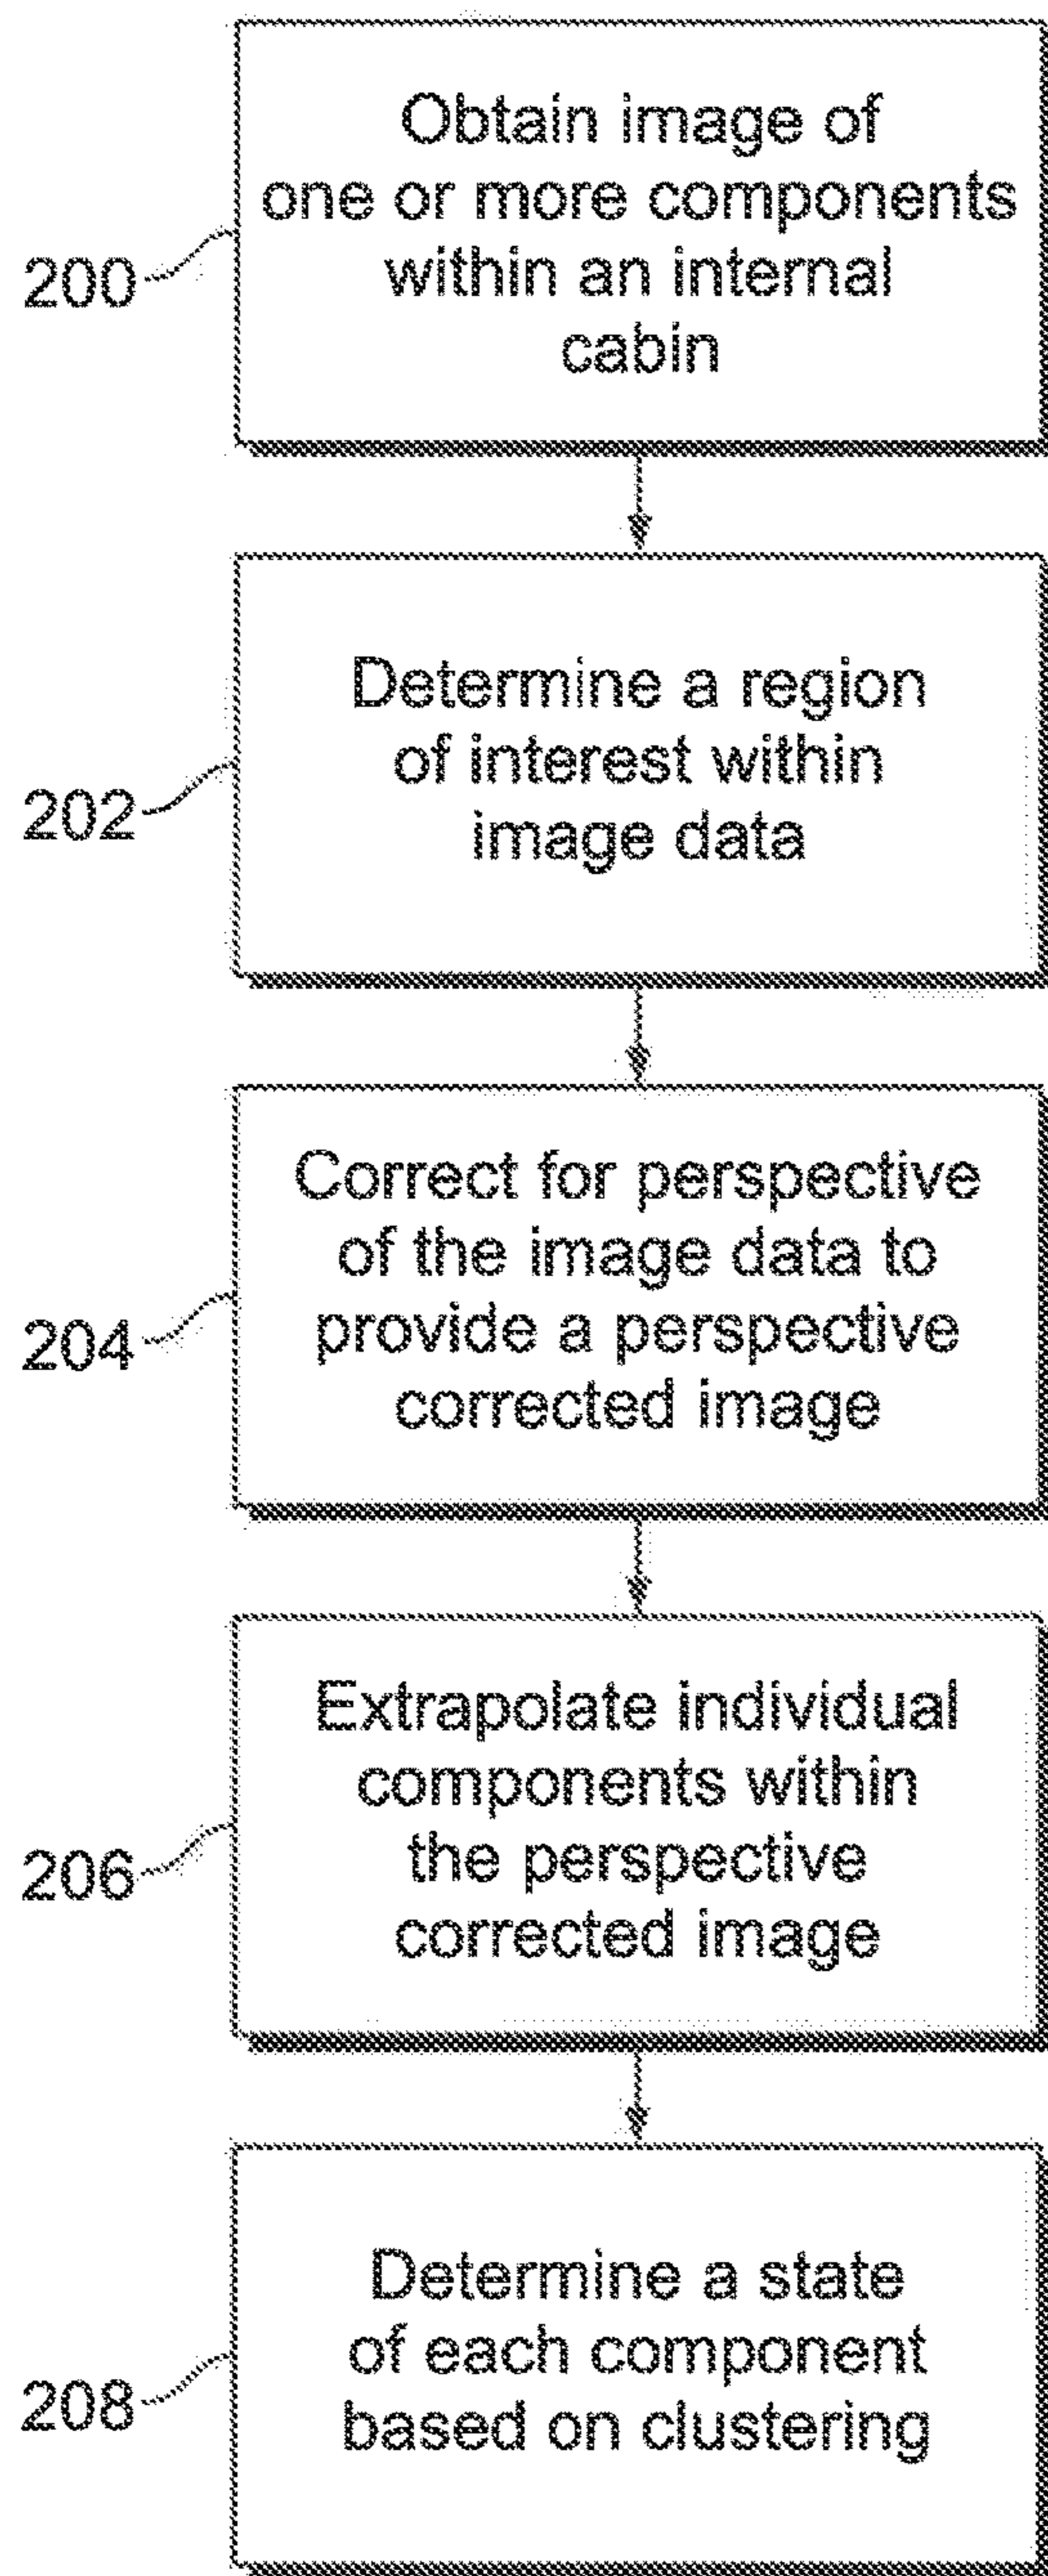 Obtain image of
one or more components
within an internal
cabin
200
Determine a region
of interest within
image data
202
Correct for perspective
of the image data to
provide a perspective
corrected image
204
Extrapolate individual
components within
the perspective
corrected image
206
Determine a state
of each component
based on clustering
208